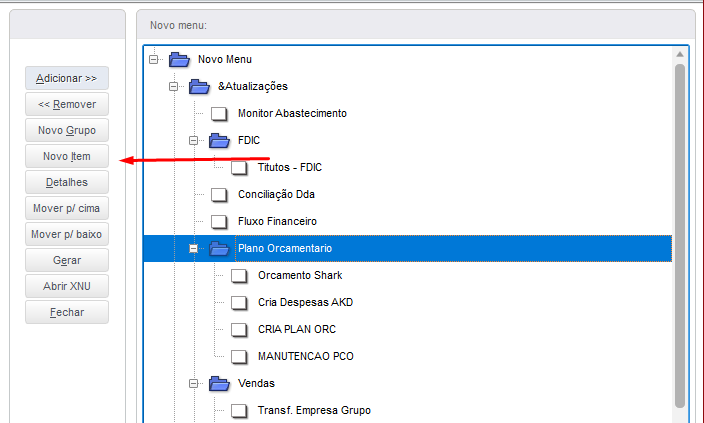 Novo menu:
Adicionar >>
<< Remover
Novo Grupo
Novo Item
Detalhes
Mover p/ cima
Mover p/ baixo
Gerar
Abrir XNU
Fechar
Novo Menu
&Atualizações
Monitor Abastecimento
FDIC
Titutos - FDIC
Conciliação Dda
Fluxo Financeiro
Plano Orcamentario
Orcamento Shark
Cria Despesas AKD
CRIA PLAN ORC
MANUTENCAO PCO
Vendas
Transf. Empresa Grupo